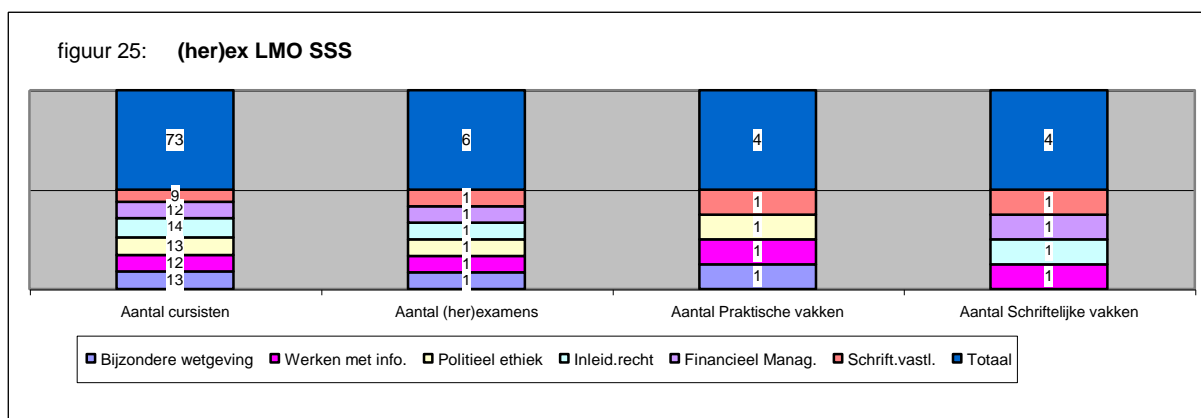 figuur 25: (her)ex LMO SSS
73 6 4 4
9 1 1 1
12 1 1 1
14 1 1 1
13 1 1 1
12 1
13 1
Aantal cursisten Aantal (her)examens Aantal Praktische vakken Aantal Schriftelijke vakken
Bijzondere wetgeving Werken met info. Politieel ethiek Inleid.recht Financieel Manag. Schrift.vastl. Totaal